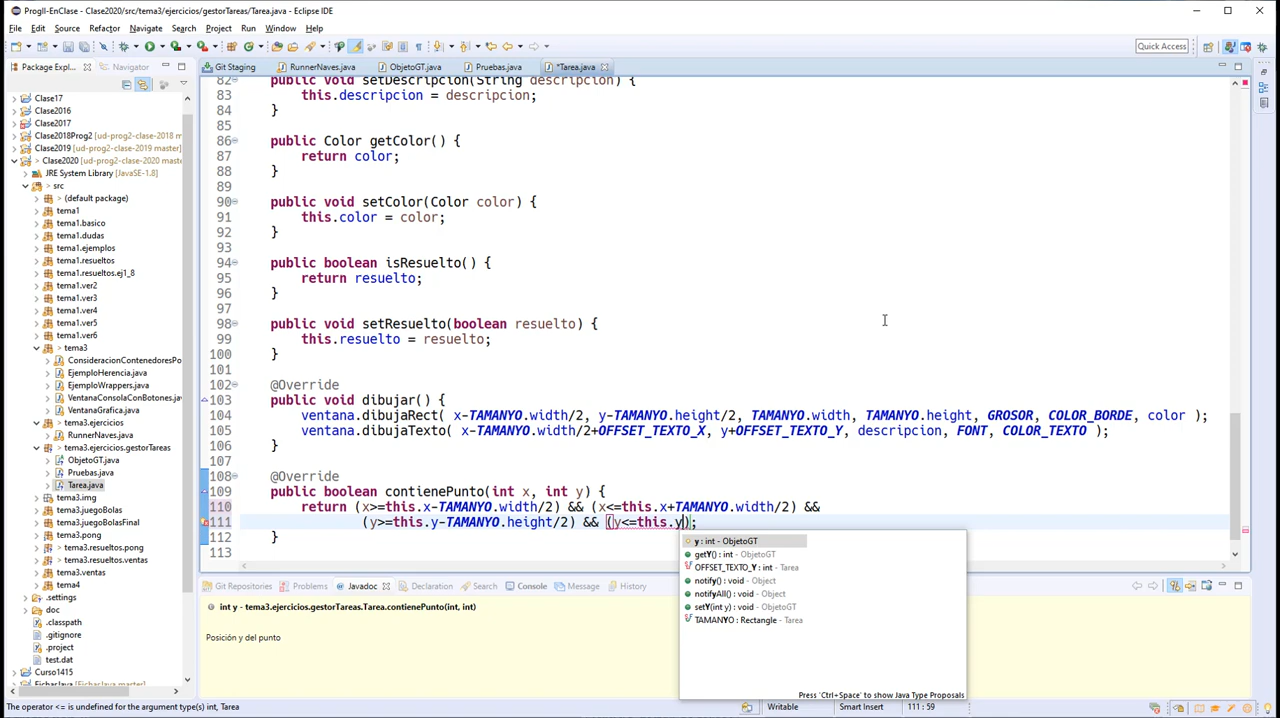 ProgII-EnClase - Clase2020/src/tema3/ejercicios/gestorTareas/Tarea.java - Eclipse IDE
File Edit Source Refactor Navigate Search Project Run Window Help
Quick Access
Package Expl...
Navigator
Git Staging
RunnerNaves.java
ObjetoGT.java
Pruebas.java
*Tarea.java
Clase17
Clase2016
Clase2017
Clase2018Prog2 [ud-prog2-clase-2018 m
Clase2019 [ud-prog2-clase-2019 master]
> Clase2020 [ud-prog2-clase-2020 maste
JRE System Library [JavaSE-1.8]
> src
(default package)
tema1
tema1.basico
tema1.dudas
tema1.ejemplos
tema1.resueltos
tema1.resueltos.ej1_8
tema1.ver2
tema1.ver3
tema1.ver4
tema1.ver5
tema1.ver6
> tema3
ConsideracionContenedoresPo
EjemploHerencia.java
EjemploWrappers.java
VentanaConsolaConBotones.jav
VentanaGrafica.java
tema3.ejercicios
RunnerNaves.java
> tema3.ejercicios.gestorTareas
ObjetoGT.java
Pruebas.java
Tarea.java
tema3.img
tema3.juegoBolas
tema3.juegoBolasFinal
tema3.pong
tema3.resueltos.pong
tema3.resueltos.ventas
tema3.ventas
tema4
.settings
doc
.classpath
.gitignore
.project
test.dat
Curso1415
82 public void setDescripcion(String descripcion) {
83 this.descripcion = descripcion;
84 }
85
86 public Color getColor() {
87 return color;
88 }
89
90 public void setColor(Color color) {
91 this.color = color;
92 }
93
94 public boolean isResuelto() {
95 return resuelto;
96 }
97
98 public void setResuelto(boolean resuelto) {
99 this.resuelto = resuelto;
100 }
101
102 @Override
103 public void dibujar() {
104 ventana.dibujaRect( x-TAMANYO.width/2, y-TAMANYO.height/2, TAMANYO.width, TAMANYO.height, GROSOR, COLOR_BORDE, color );
105 ventana.dibujaTexto( x-TAMANYO.width/2+OFFSET_TEXTO_X, y+OFFSET_TEXTO_Y, descripcion, FONT, COLOR_TEXTO );
106 }
107
108 @Override
109 public boolean contienePunto(int x, int y) {
110 return (x>=this.x-TAMANYO.width/2) && (x<=this.x+TAMANYO.width/2) &&
111 (y>=this.y-TAMANYO.height/2) && (y<=this.y);
112 }
113
y : int - ObjetoGT
getY() : int - ObjetoGT
OFFSET_TEXTO_Y : int - Tarea
notify() : void - Object
notifyAll() : void - Object
setY(int y) : void - ObjetoGT
TAMANYO : Rectangle - Tarea
Press 'Ctrl+Space' to show Java Type Proposals
Git Repositories
Problems
Javadoc
Declaration
Search
Console
Message
History
int y - tema3.ejercicios.gestorTareas.Tarea.contienePunto(int, int)
Posición y del punto
The operator <= is undefined for the argument type(s) int, Tarea
Writable
Smart Insert
111 : 59